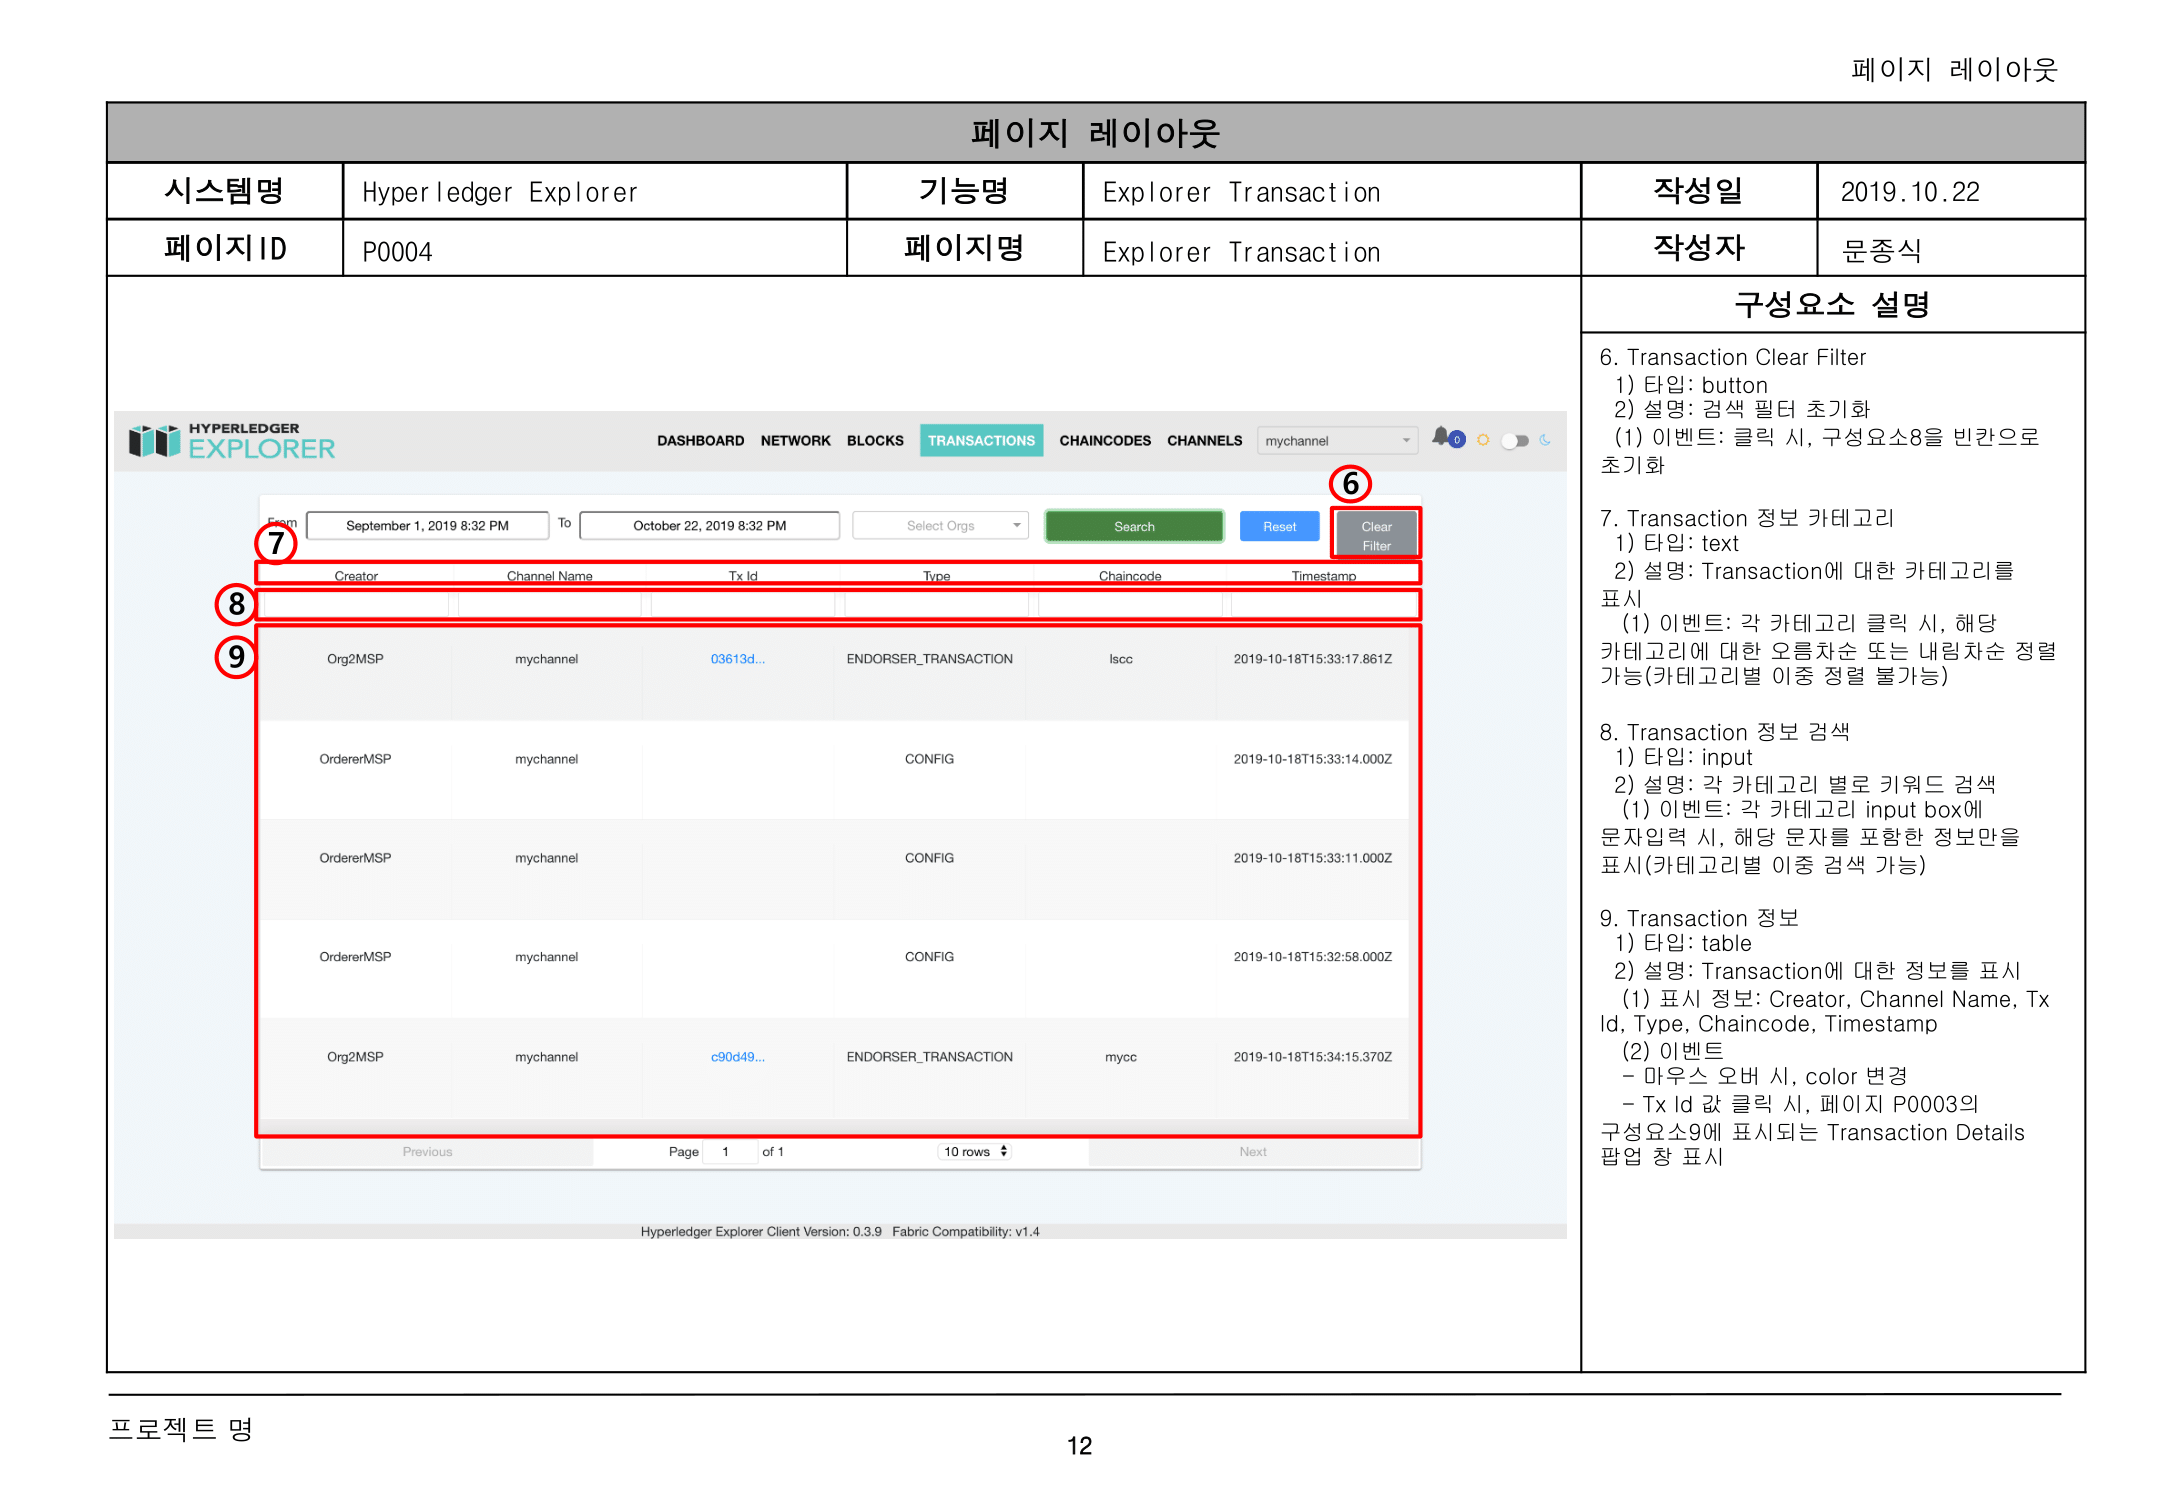 페이지 레이아웃
페이지 레이아웃
시스템명 Hyperledger Explorer 기능명 Explorer Transaction 작성일 2019.10.22
페이지ID P0004 페이지명 Explorer Transaction 작성자 문종식
HYPERLEDGER
EXPLORER
DASHBOARD NETWORK BLOCKS TRANSACTIONS CHAINCODES CHANNELS mychannel 0
6
From September 1, 2019 8:32 PM To October 22, 2019 8:32 PM Select Orgs Search Reset Clear
Filter
7
Creator Channel Name Tx Id Type Chaincode Timestamp
8
9
Org2MSP mychannel 03613d... ENDORSER_TRANSACTION lscc 2019-10-18T15:33:17.861Z
OrdererMSP mychannel CONFIG 2019-10-18T15:33:14.000Z
OrdererMSP mychannel CONFIG 2019-10-18T15:33:11.000Z
OrdererMSP mychannel CONFIG 2019-10-18T15:32:58.000Z
Org2MSP mychannel c90d49... ENDORSER_TRANSACTION mycc 2019-10-18T15:34:15.370Z
Previous Page 1 of 1 10 rows Next
Hyperledger Explorer Client Version: 0.3.9 Fabric Compatibility: v1.4
구성요소 설명
6. Transaction Clear Filter
1) 타입: button
2) 설명: 검색 필터 초기화
(1) 이벤트: 클릭 시, 구성요소8을 빈칸으로
초기화
7. Transaction 정보 카테고리
1) 타입: text
2) 설명: Transaction에 대한 카테고리를
표시
(1) 이벤트: 각 카테고리 클릭 시, 해당
카테고리에 대한 오름차순 또는 내림차순 정렬
가능(카테고리별 이중 정렬 불가능)
8. Transaction 정보 검색
1) 타입: input
2) 설명: 각 카테고리 별로 키워드 검색
(1) 이벤트: 각 카테고리 input box에
문자입력 시, 해당 문자를 포함한 정보만을
표시(카테고리별 이중 검색 가능)
9. Transaction 정보
1) 타입: table
2) 설명: Transaction에 대한 정보를 표시
(1) 표시 정보: Creator, Channel Name, Tx
Id, Type, Chaincode, Timestamp
(2) 이벤트
- 마우스 오버 시, color 변경
- Tx Id 값 클릭 시, 페이지 P0003의
구성요소9에 표시되는 Transaction Details
팝업 창 표시
프로젝트 명
12